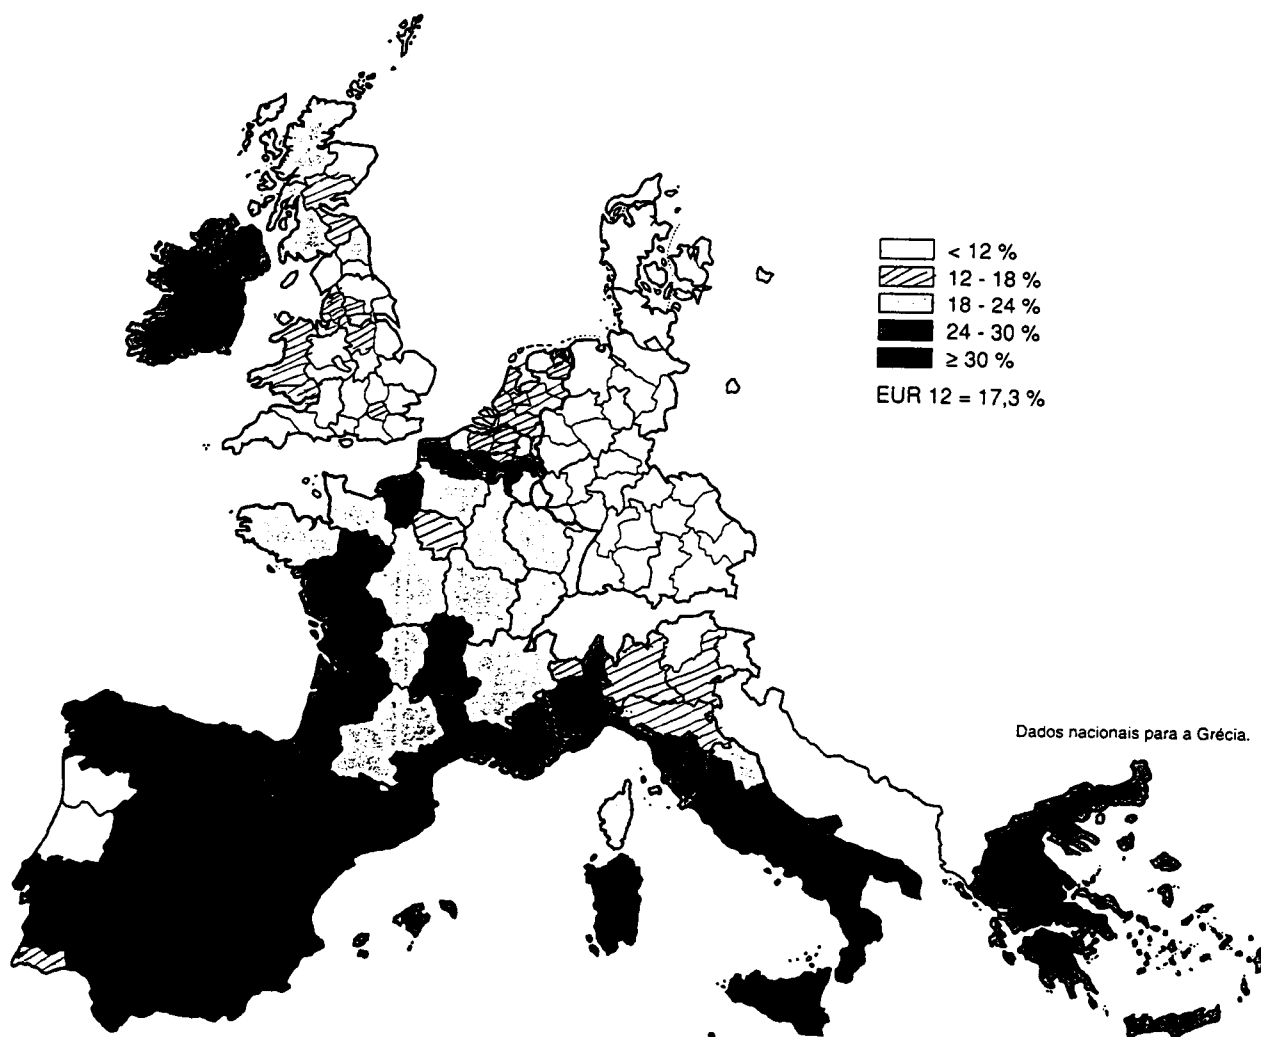 < 12 %
12 - 18 %
18 - 24 %
24 - 30 %
≥ 30 %
EUR 12 = 17,3 %
Dados nacionais para a Grécia.